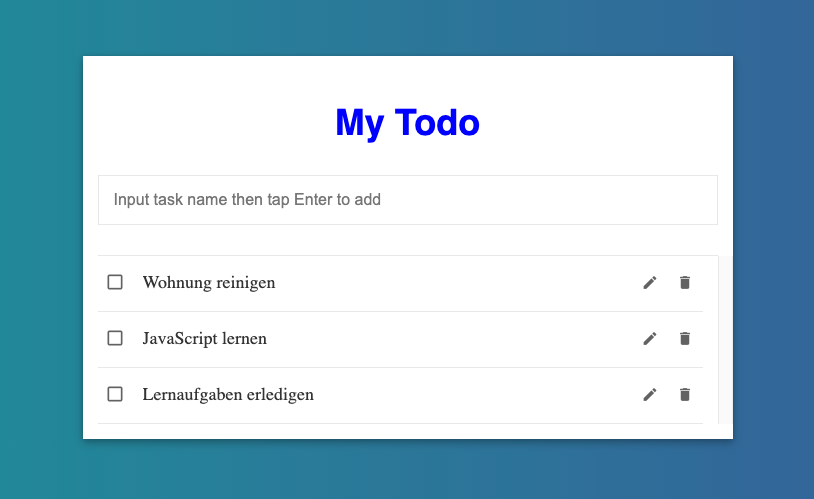 My Todo
Input task name then tap Enter to add
Wohnung reinigen
JavaScript lernen
Lernaufgaben erledigen